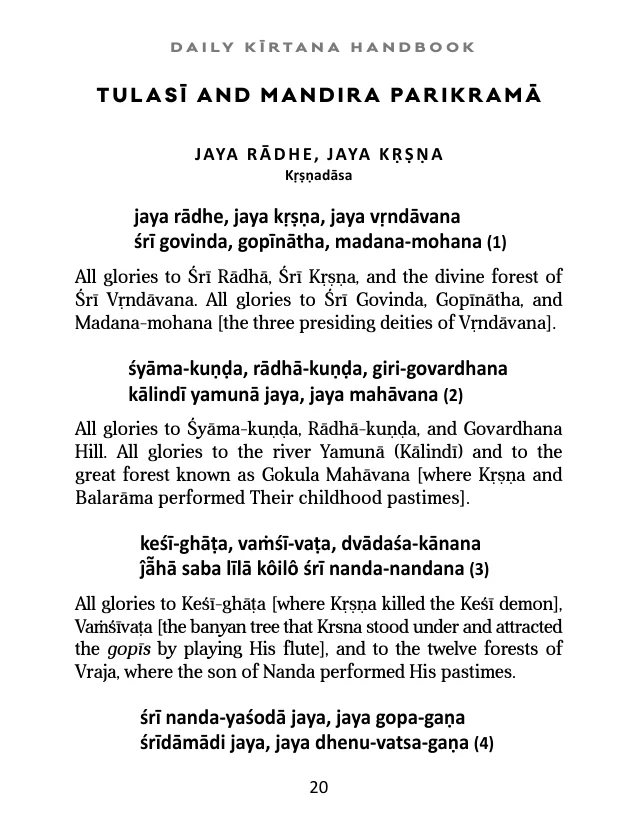 DAILY KĪRTANA HANDBOOK
TULASĪ AND MANDIRA PARIKRAMĀ
JAYA RĀDHE, JAYA KṚṢṆA
Kṛṣṇadāsa
jaya rādhe, jaya kṛṣṇa, jaya vṛndāvana
śrī govinda, gopīnātha, madana-mohana (1)
All glories to Śrī Rādhā, Śrī Kṛṣṇa, and the divine forest of
Śrī Vṛndāvana. All glories to Śrī Govinda, Gopīnātha, and
Madana-mohana [the three presiding deities of Vṛndāvana].
śyāma-kuṇḍa, rādhā-kuṇḍa, giri-govardhana
kālindī yamunā jaya, jaya mahāvana (2)
All glories to Śyāma-kuṇḍa, Rādhā-kuṇḍa, and Govardhana
Hill. All glories to the river Yamunā (Kālindī) and to the
great forest known as Gokula Mahāvana [where Kṛṣṇa and
Balarāma performed Their childhood pastimes].
keśī-ghāṭa, vaṁśī-vaṭa, dvādaśa-kānana
ĵā̃hā saba līlā kôilô śrī nanda-nandana (3)
All glories to Keśī-ghāṭa [where Kṛṣṇa killed the Keśī demon],
Vaṁśīvaṭa [the banyan tree that Krsna stood under and attracted
the gopīs by playing His flute], and to the twelve forests of
Vraja, where the son of Nanda performed His pastimes.
śrī nanda-yaśodā jaya, jaya gopa-gaṇa
śrīdāmādi jaya, jaya dhenu-vatsa-gaṇa (4)
20